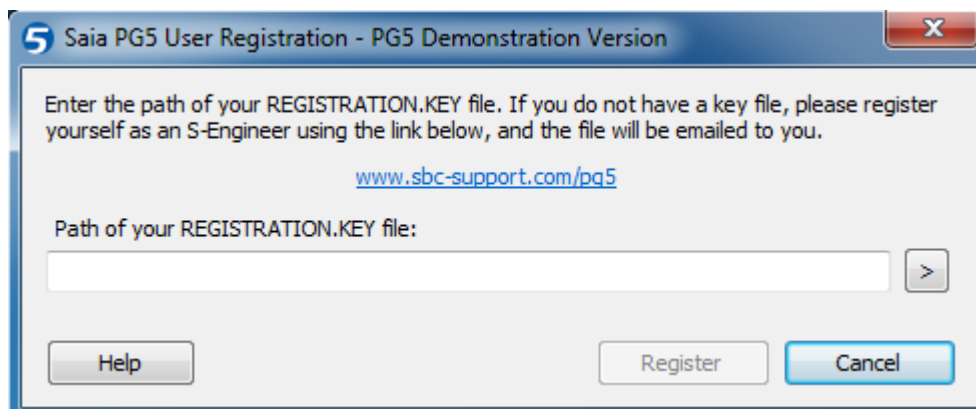 Saia PG5 User Registration - PG5 Demonstration Version
Enter the path of your REGISTRATION.KEY file. If you do not have a key file, please register
yourself as an S-Engineer using the link below, and the file will be emailed to you.
www.sbc-support.com/pg5
Path of your REGISTRATION.KEY file:
>
Help Register Cancel